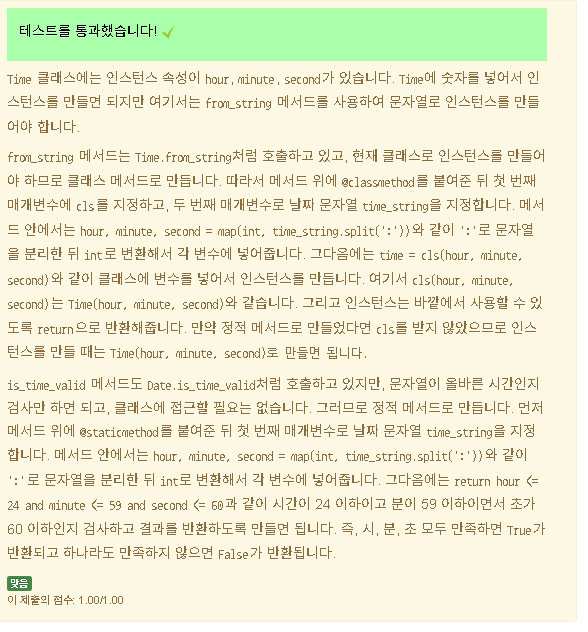 테스트를 통과했습니다! ✓
Time 클래스에는 인스턴스 속성이 hour, minute, second가 있습니다. Time에 숫자를 넣어서 인
스턴스를 만들면 되지만 여기서는 from_string 메서드를 사용하여 문자열로 인스턴스를 만들
어야 합니다.
from_string 메서드는 Time.from_string처럼 호출하고 있고, 현재 클래스로 인스턴스를 만들어
야 하므로 클래스 메서드로 만듭니다. 따라서 메서드 위에 @classmethod를 붙여준 뒤 첫 번째
매개변수에 cls를 지정하고, 두 번째 매개변수로 날짜 문자열 time_string을 지정합니다. 메서
드 안에서는 hour, minute, second = map(int, time_string.split(':'))와 같이 ':'로 문자열
을 분리한 뒤 int로 변환해서 각 변수에 넣어줍니다. 그다음에는 time = cls(hour, minute,
second)와 같이 클래스에 변수를 넣어서 인스턴스를 만듭니다. 여기서 cls(hour, minute,
second)는 Time(hour, minute, second)와 같습니다. 그리고 인스턴스는 바깥에서 사용할 수 있
도록 return으로 반환해줍니다. 만약 정적 메서드로 만들었다면 cls를 받지 않았으므로 인스
턴스를 만들 때는 Time(hour, minute, second)로 만들면 됩니다.
is_time_valid 메서드도 Date.is_time_valid처럼 호출하고 있지만, 문자열이 올바른 시간인지
검사만 하면 되고, 클래스에 접근할 필요는 없습니다. 그러므로 정적 메서드로 만듭니다. 먼저
메서드 위에 @staticmethod를 붙여준 뒤 첫 번째 매개변수로 날짜 문자열 time_string을 지정
합니다. 메서드 안에서는 hour, minute, second = map(int, time_string.split(':'))와 같이
':'로 문자열을 분리한 뒤 int로 변환해서 각 변수에 넣어줍니다. 그다음에는 return hour <=
24 and minute <= 59 and second <= 60과 같이 시간이 24 이하이고 분이 59 이하이면서 초가
60 이하인지 검사하고 결과를 반환하도록 만들면 됩니다. 즉, 시, 분, 초 모두 만족하면 True가
반환되고 하나라도 만족하지 않으면 False가 반환됩니다.
맞음
이 제출의 점수: 1.00/1.00